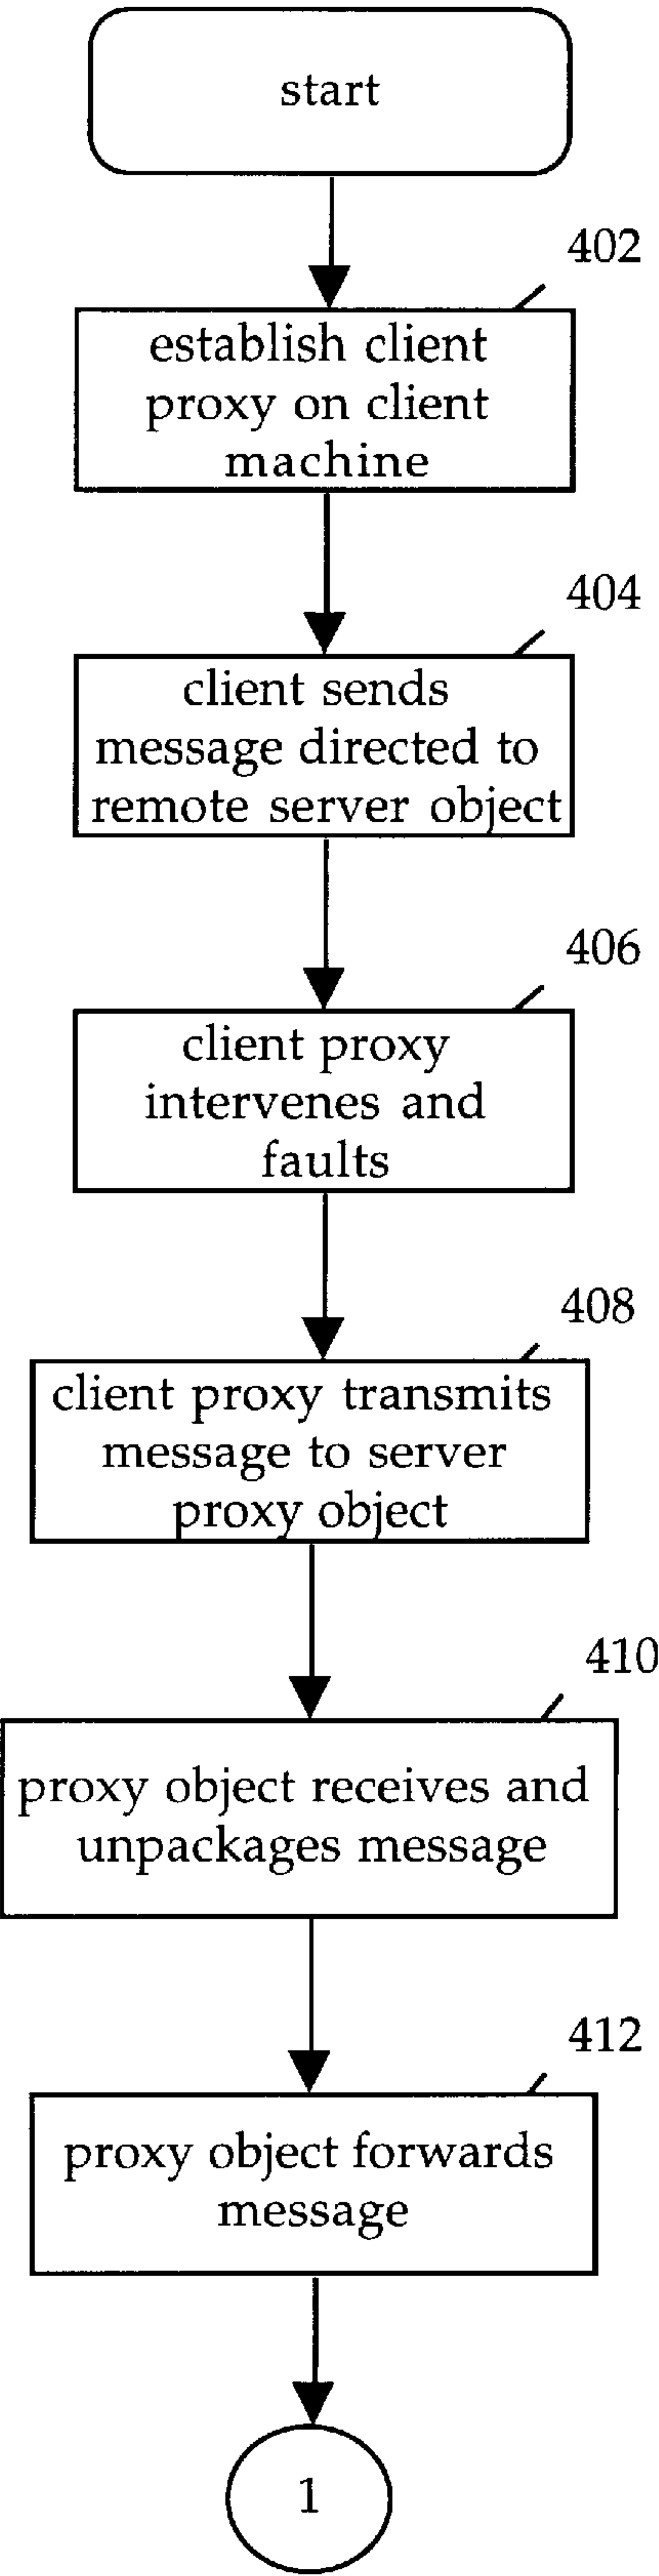 start
402
establish client
proxy on client
machine
404
client sends
message directed to
remote server object
406
client proxy
intervenes and
faults
408
client proxy transmits
message to server
proxy object
410
proxy object receives and
unpackages message
412
proxy object forwards
message
1